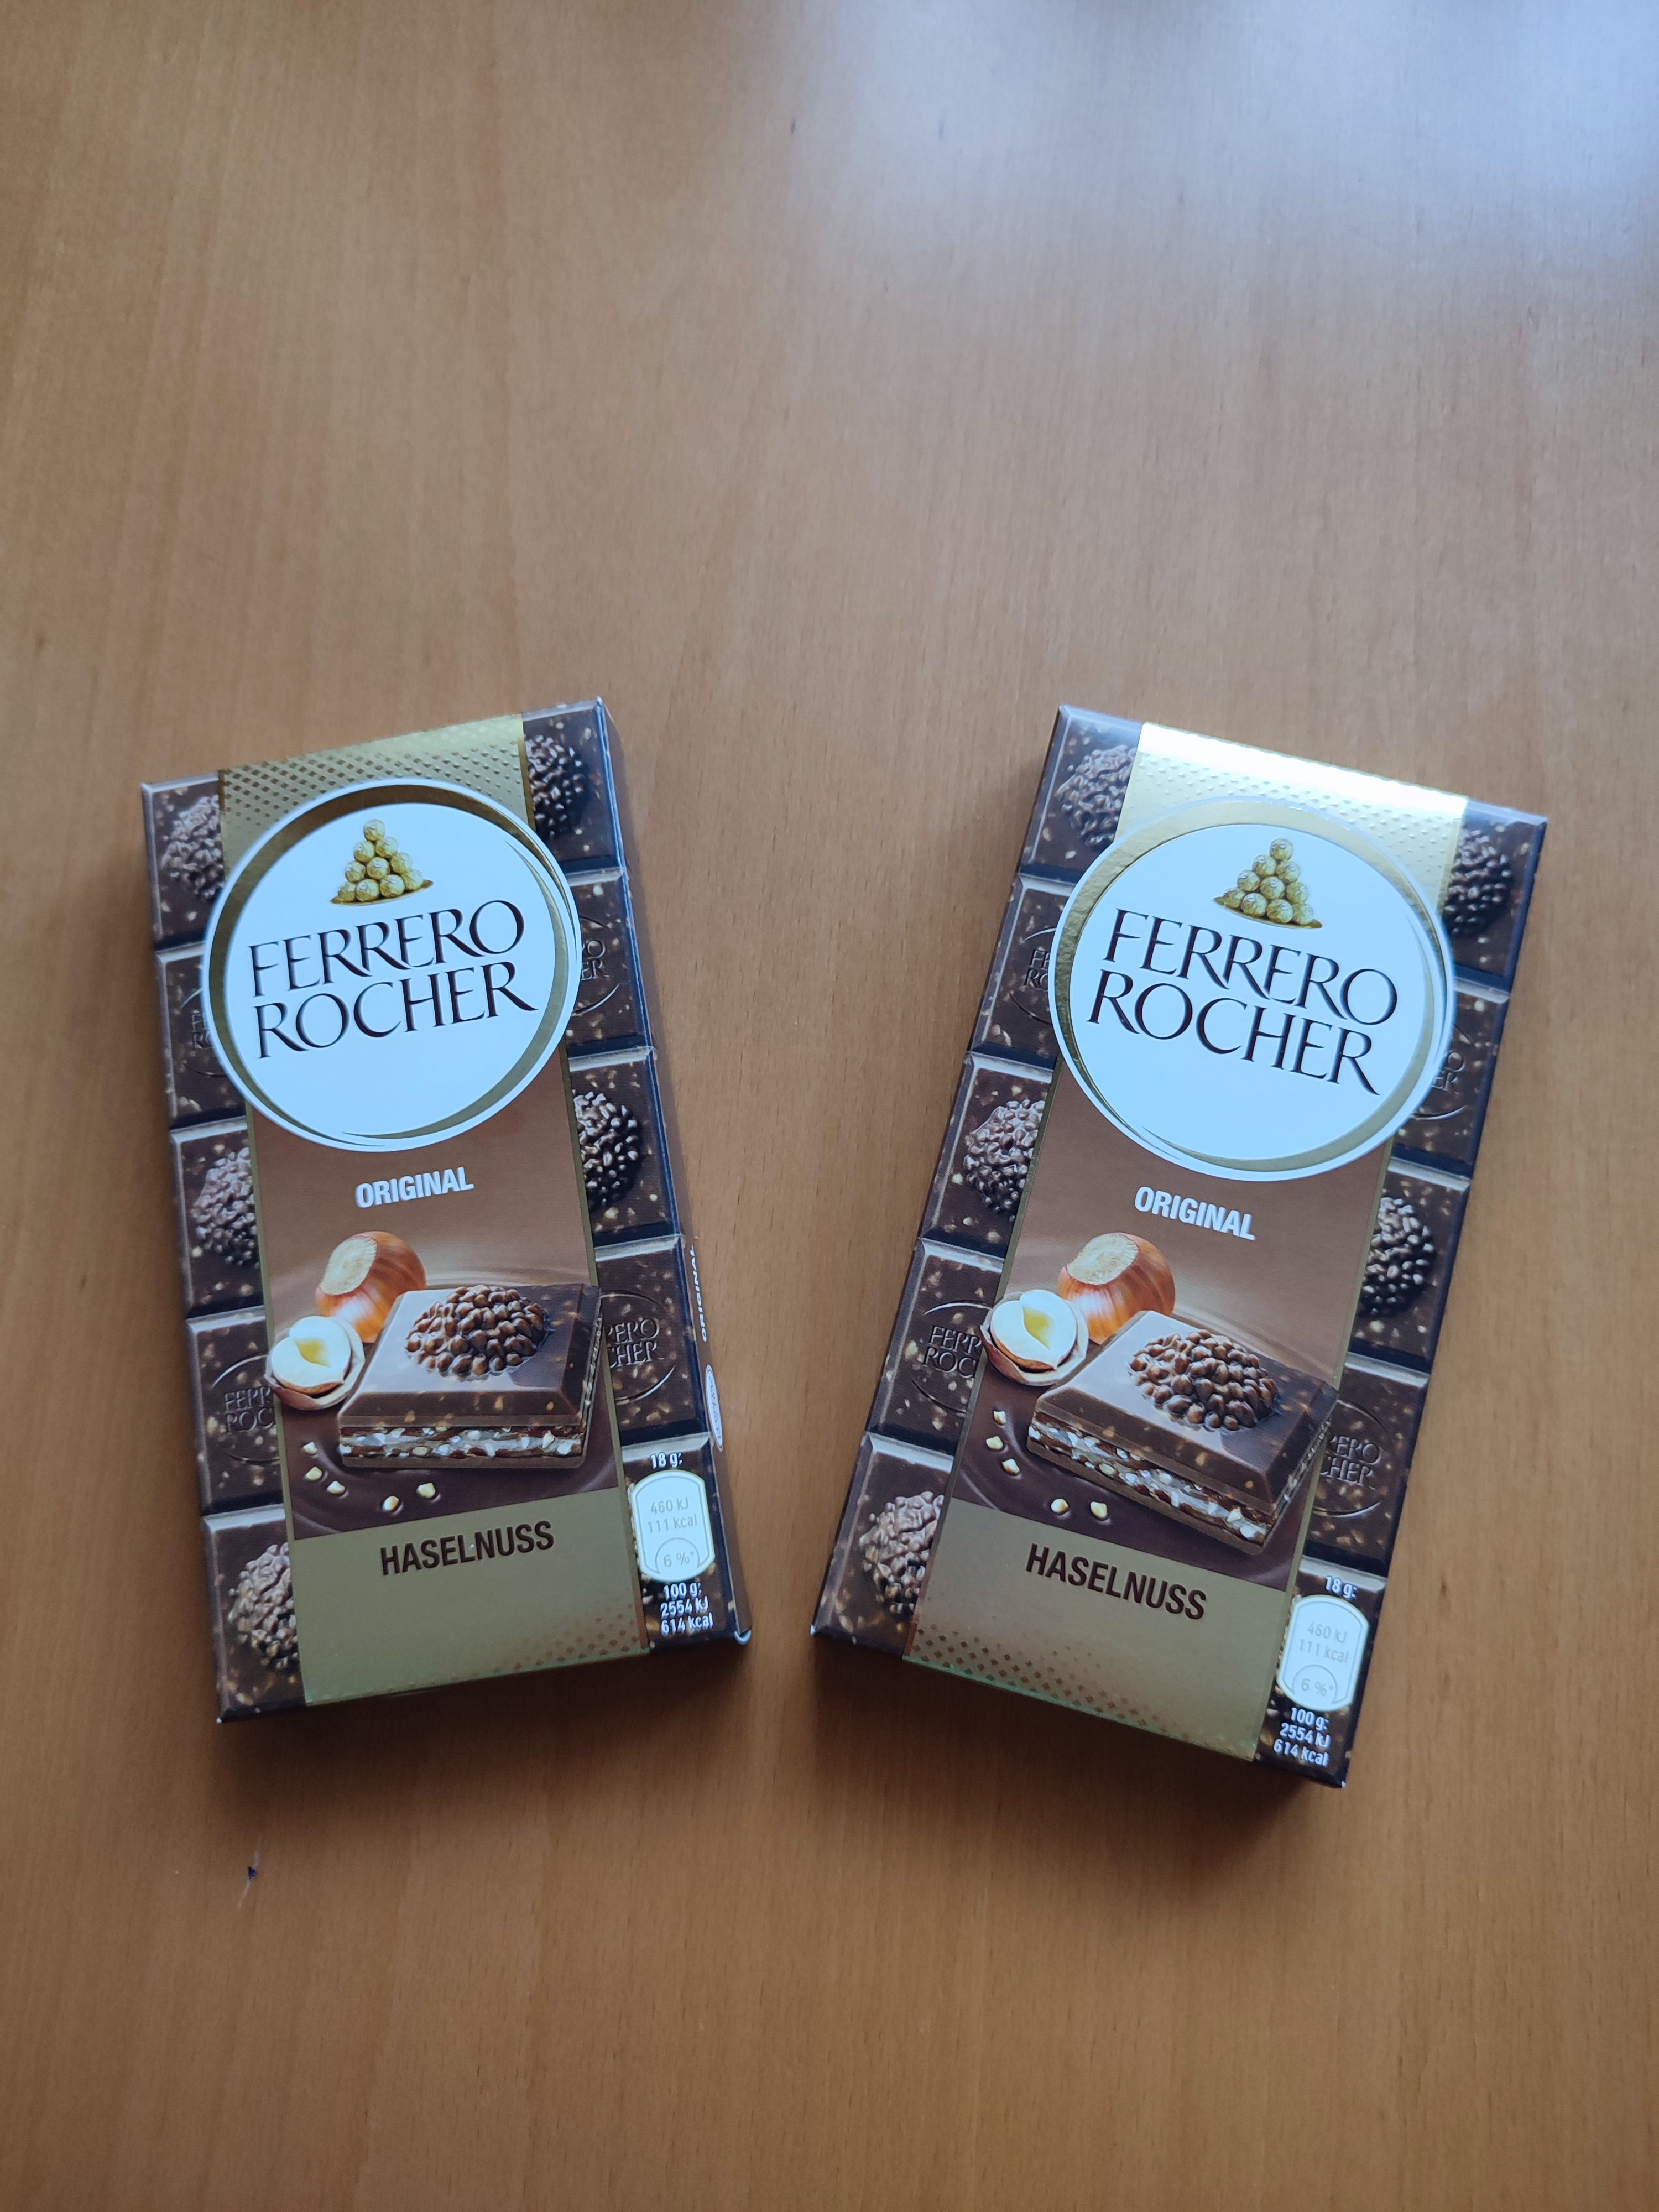 FERRERO
ROCHER
ORIGINAL
HASELNUSS
18 g:
460 kJ
111 kcal
6 %*
100 g:
2554 kJ
614 kcal
ORIGINAL
FERRERO
ROCHER
ORIGINAL
HASELNUSS
18 g:
460 kJ
111 kcal
6 %*
100 g:
2554 kJ
614 kcal